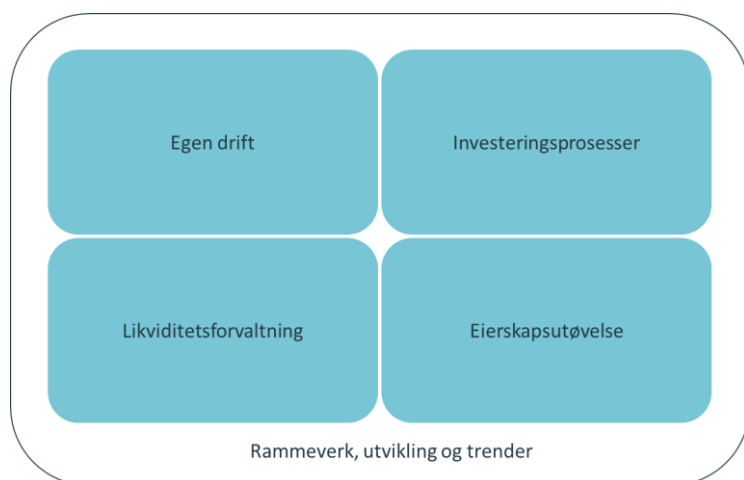 Egen drift
Investeringsprosesser
Likviditetsforvaltning
Eierskapsutøvelse
Rammeverk, utvikling og trender